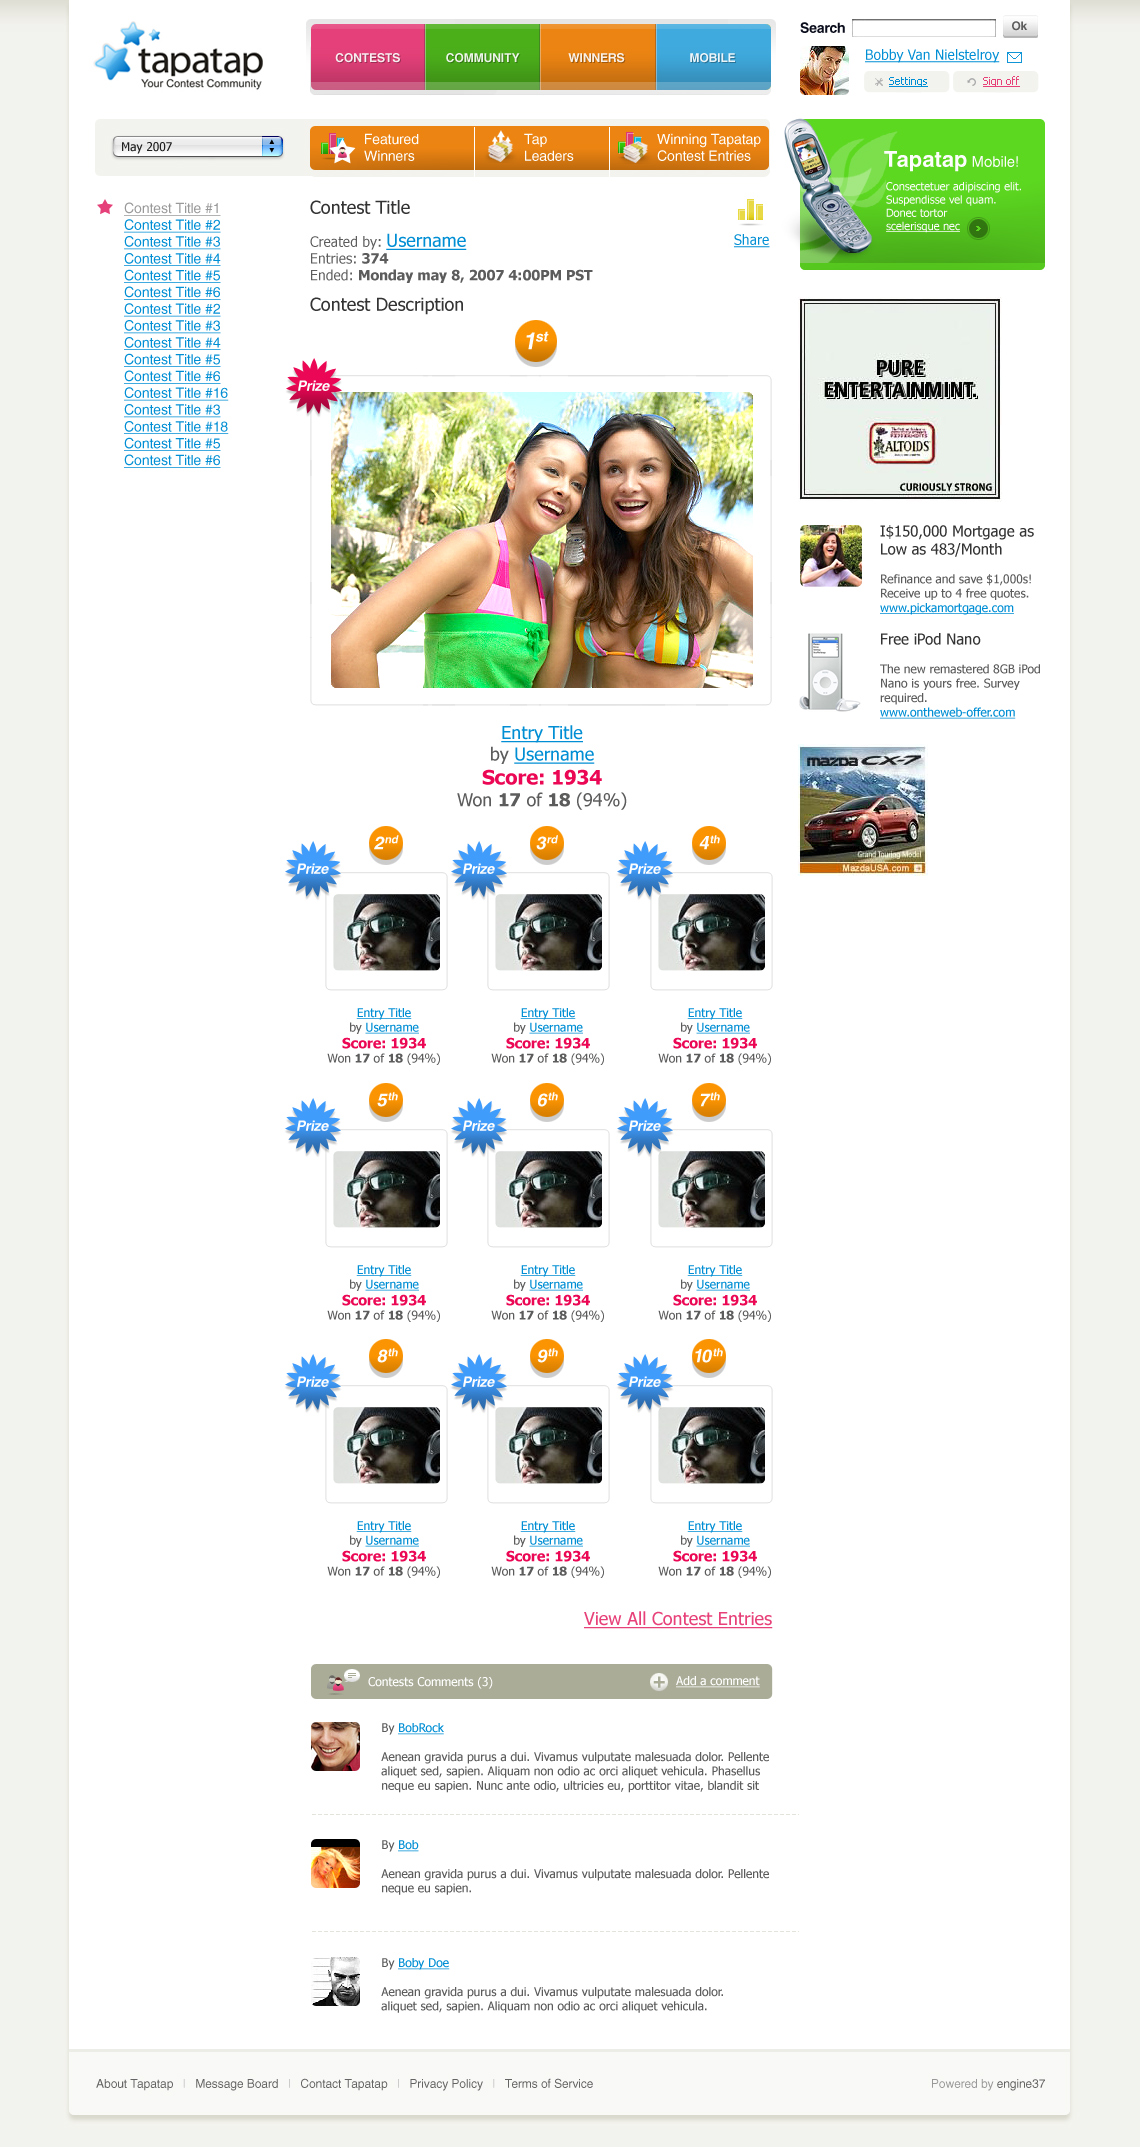 tapatap
Your Contest Community
CONTESTS
COMMUNITY
WINNERS
MOBILE
Search
Ok
Bobby Van Nielstelroy
Settings
Sign off
May 2007
Featured
Winners
Tap
Leaders
Winning Tapatap
Contest Entries
Tapatap Mobile!
Consectetuer adipiscing elit.
Suspendisse vel quam.
Donec tortor
scelerisque nec
Contest Title #1
Contest Title #2
Contest Title #3
Contest Title #4
Contest Title #5
Contest Title #6
Contest Title #2
Contest Title #3
Contest Title #4
Contest Title #5
Contest Title #6
Contest Title #16
Contest Title #3
Contest Title #18
Contest Title #5
Contest Title #6
Contest Title
Created by: Username
Entries: 374
Ended: Monday may 8, 2007 4:00PM PST
Share
Contest Description
1st
Prize
Entry Title
by Username
Score: 1934
Won 17 of 18 (94%)
2nd
Prize
Entry Title
by Username
Score: 1934
Won 17 of 18 (94%)
3rd
Prize
Entry Title
by Username
Score: 1934
Won 17 of 18 (94%)
4th
Prize
Entry Title
by Username
Score: 1934
Won 17 of 18 (94%)
5th
Prize
Entry Title
by Username
Score: 1934
Won 17 of 18 (94%)
6th
Prize
Entry Title
by Username
Score: 1934
Won 17 of 18 (94%)
7th
Prize
Entry Title
by Username
Score: 1934
Won 17 of 18 (94%)
8th
Prize
Entry Title
by Username
Score: 1934
Won 17 of 18 (94%)
9th
Prize
Entry Title
by Username
Score: 1934
Won 17 of 18 (94%)
10th
Prize
Entry Title
by Username
Score: 1934
Won 17 of 18 (94%)
View All Contest Entries
Contests Comments (3)
Add a comment
By BobRock
Aenean gravida purus a dui. Vivamus vulputate malesuada dolor. Pellente
aliquet sed, sapien. Aliquam non odio ac orci aliquet vehicula. Phasellus
neque eu sapien. Nunc ante odio, ultricies eu, porttitor vitae, blandit sit
By Bob
Aenean gravida purus a dui. Vivamus vulputate malesuada dolor. Pellente
neque eu sapien.
By Boby Doe
Aenean gravida purus a dui. Vivamus vulputate malesuada dolor.
aliquet sed, sapien. Aliquam non odio ac orci aliquet vehicula.
PURE
ENTERTAINMINT.
ALTOIDS
CURIOUSLY STRONG
I$150,000 Mortgage as
Low as 483/Month
Refinance and save $1,000s!
Receive up to 4 free quotes.
www.pickamortgage.com
Free iPod Nano
The new remastered 8GB iPod
Nano is yours free. Survey
required.
www.ontheweb-offer.com
mazda CX-7
Grand Touring Model
MazdaUSA.com
About Tapatap
Message Board
Contact Tapatap
Privacy Policy
Terms of Service
Powered by engine37